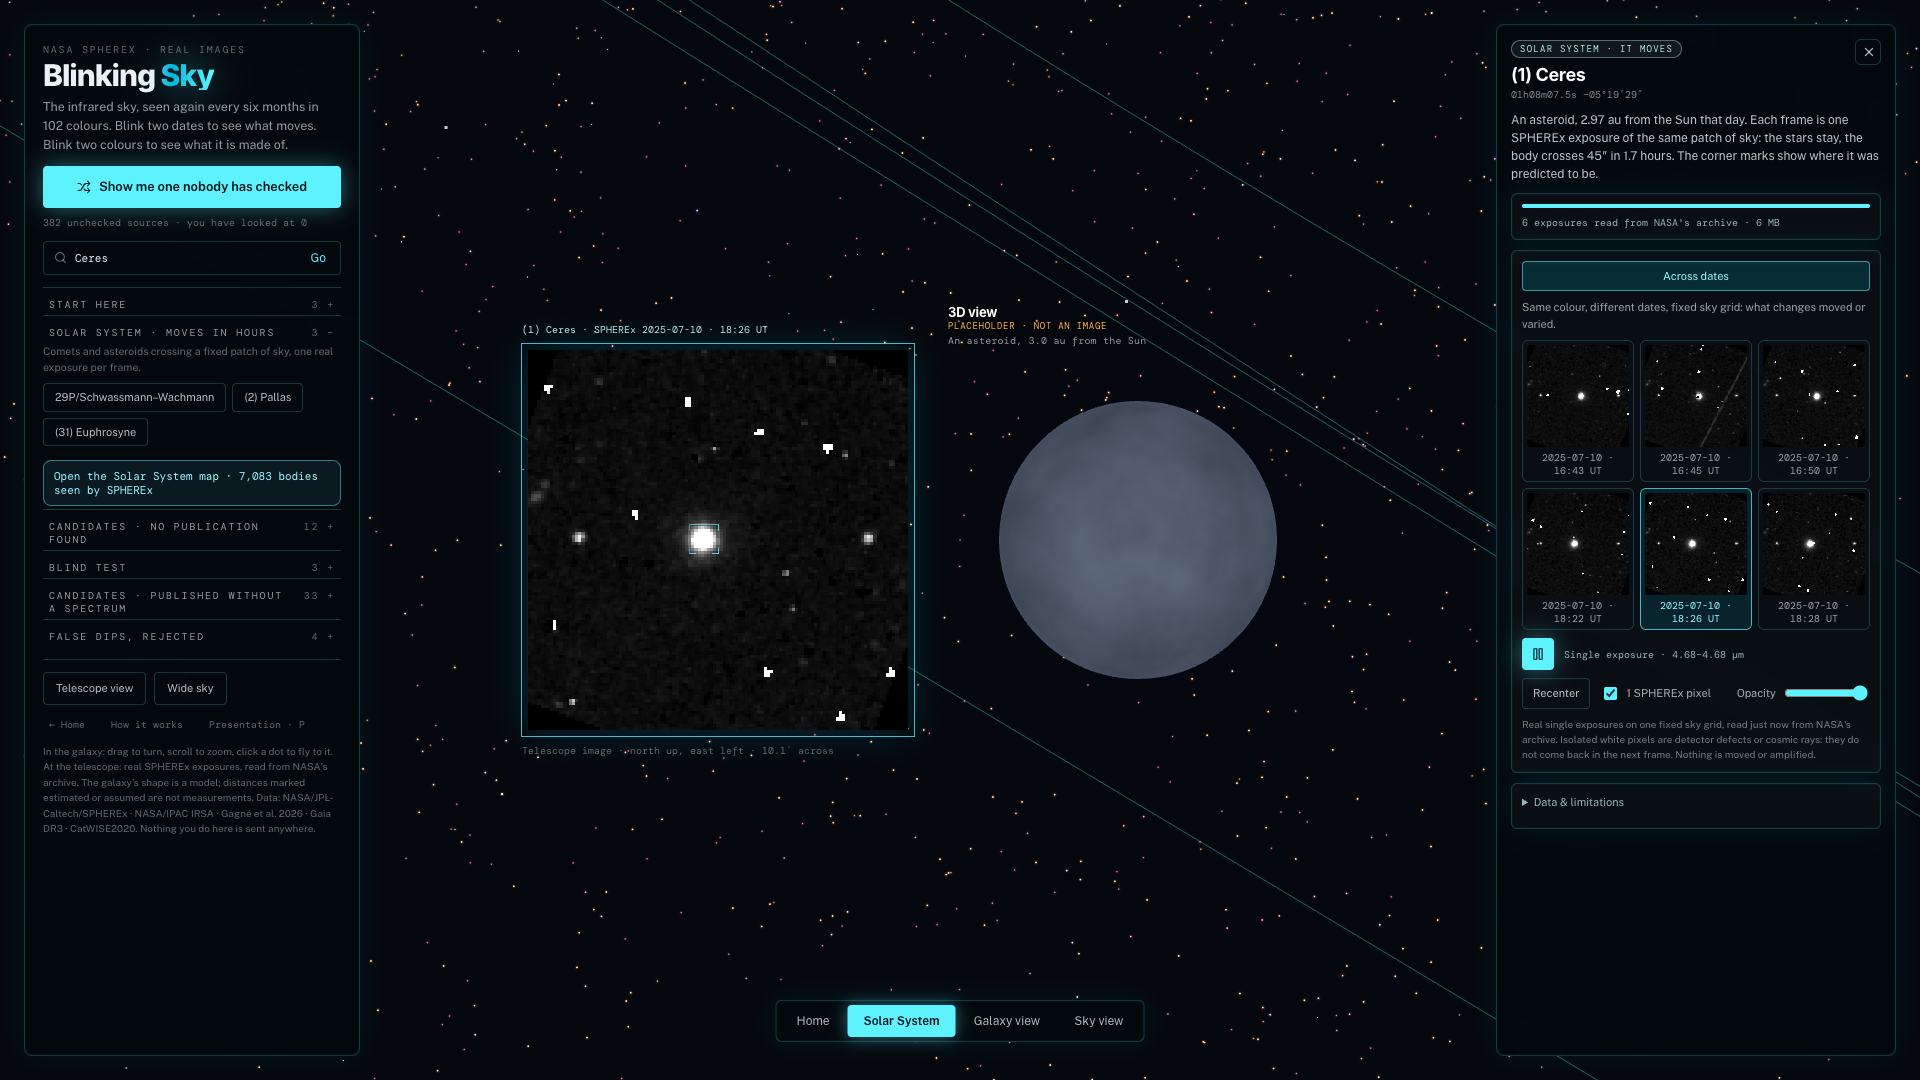 NASA SPHEREX · REAL IMAGES
Blinking Sky
The infrared sky, seen again every six months in
102 colours. Blink two dates to see what moves.
Blink two colours to see what it is made of.
Show me one nobody has checked
382 unchecked sources · you have looked at 0
Ceres
Go
START HERE 3 +
SOLAR SYSTEM · MOVES IN HOURS 3 −
Comets and asteroids crossing a fixed patch of sky, one real
exposure per frame.
29P/Schwassmann–Wachmann
(2) Pallas
(31) Euphrosyne
Open the Solar System map · 7,083 bodies
seen by SPHEREx
CANDIDATES · NO PUBLICATION
FOUND
12 +
BLIND TEST 3 +
CANDIDATES · PUBLISHED WITHOUT
A SPECTRUM
33 +
FALSE DIPS, REJECTED 4 +
Telescope view
Wide sky
← Home
How it works
Presentation · P
In the galaxy: drag to turn, scroll to zoom, click a dot to fly to it.
At the telescope: real SPHEREx exposures, read from NASA's
archive. The galaxy's shape is a model; distances marked
estimated or assumed are not measurements. Data: NASA/JPL-
Caltech/SPHEREx · NASA/IPAC IRSA · Gagné et al. 2026 · Gaia
DR3 · CatWISE2020. Nothing you do here is sent anywhere.
(1) Ceres · SPHEREx 2025-07-10 · 18:26 UT
Telescope image · north up, east left · 10.1′ across
3D view
PLACEHOLDER · NOT AN IMAGE
An asteroid, 3.0 au from the Sun
Home
Solar System
Galaxy view
Sky view
SOLAR SYSTEM · IT MOVES
(1) Ceres
01h08m07.5s −05°19′29″
An asteroid, 2.97 au from the Sun that day. Each frame is one
SPHEREx exposure of the same patch of sky: the stars stay, the
body crosses 45″ in 1.7 hours. The corner marks show where it was
predicted to be.
6 exposures read from NASA's archive · 6 MB
Across dates
Same colour, different dates, fixed sky grid: what changes moved or
varied.
2025-07-10 ·
16:43 UT
2025-07-10 ·
16:45 UT
2025-07-10 ·
16:50 UT
2025-07-10 ·
18:22 UT
2025-07-10 ·
18:26 UT
2025-07-10 ·
18:28 UT
Single exposure · 4.68–4.68 µm
Recenter
1 SPHEREx pixel
Opacity
Real single exposures on one fixed sky grid, read just now from NASA's
archive. Isolated white pixels are detector defects or cosmic rays: they do
not come back in the next frame. Nothing is moved or amplified.
Data & limitations